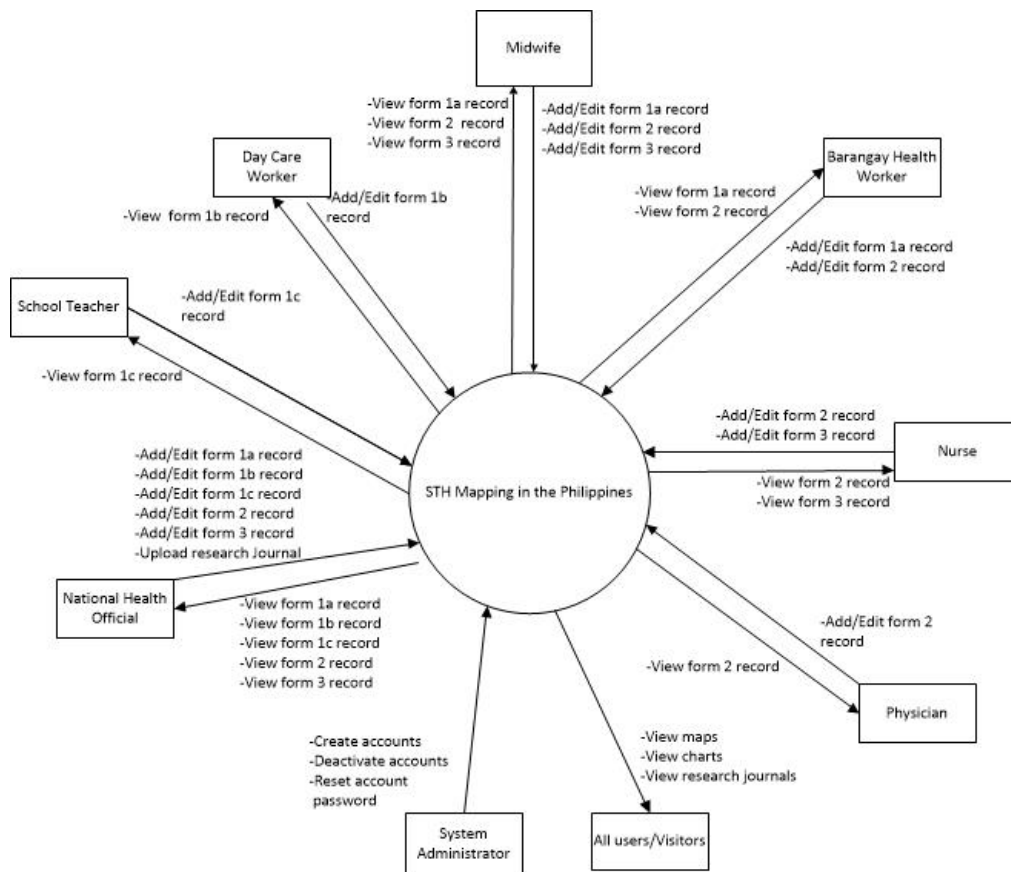 Midwife
-View form 1a record
-View form 2  record
-View form 3 record
-Add/Edit form 1a record
-Add/Edit form 2 record
-Add/Edit form 3 record
Day Care
Worker
-View  form 1b record
-Add/Edit form 1b
record
Barangay Health
Worker
-View form 1a record
-View form 2 record
-Add/Edit form 1a record
-Add/Edit form 2 record
School Teacher
-Add/Edit form 1c
record
-View form 1c record
-Add/Edit form 2 record
-Add/Edit form 3 record
Nurse
-View form 2 record
-View form 3 record
STH Mapping in the Philippines
-Add/Edit form 1a record
-Add/Edit form 1b record
-Add/Edit form 1c record
-Add/Edit form 2 record
-Add/Edit form 3 record
-Upload research Journal
National Health
Official
-View form 1a record
-View form 1b record
-View form 1c record
-View form 2 record
-View form 3 record
-Add/Edit form 2
record
-View form 2 record
Physician
-Create accounts
-Deactivate accounts
-Reset account
password
System
Administrator
-View maps
-View charts
-View research journals
All users/Visitors